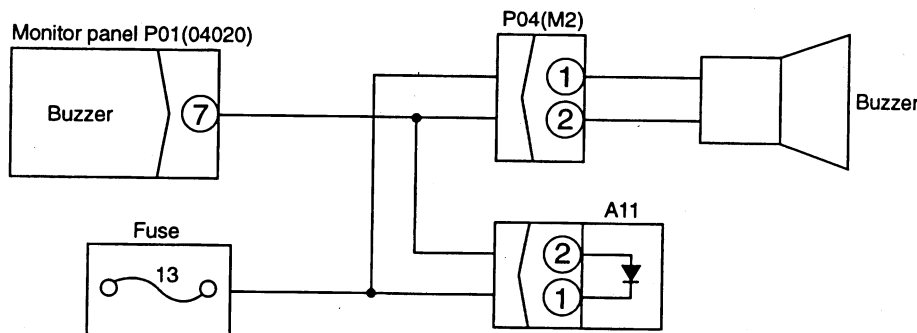 Monitor panel P01(04020)
P04(M2)
Buzzer
7
1
2
Buzzer
Fuse
13
A11
2
1